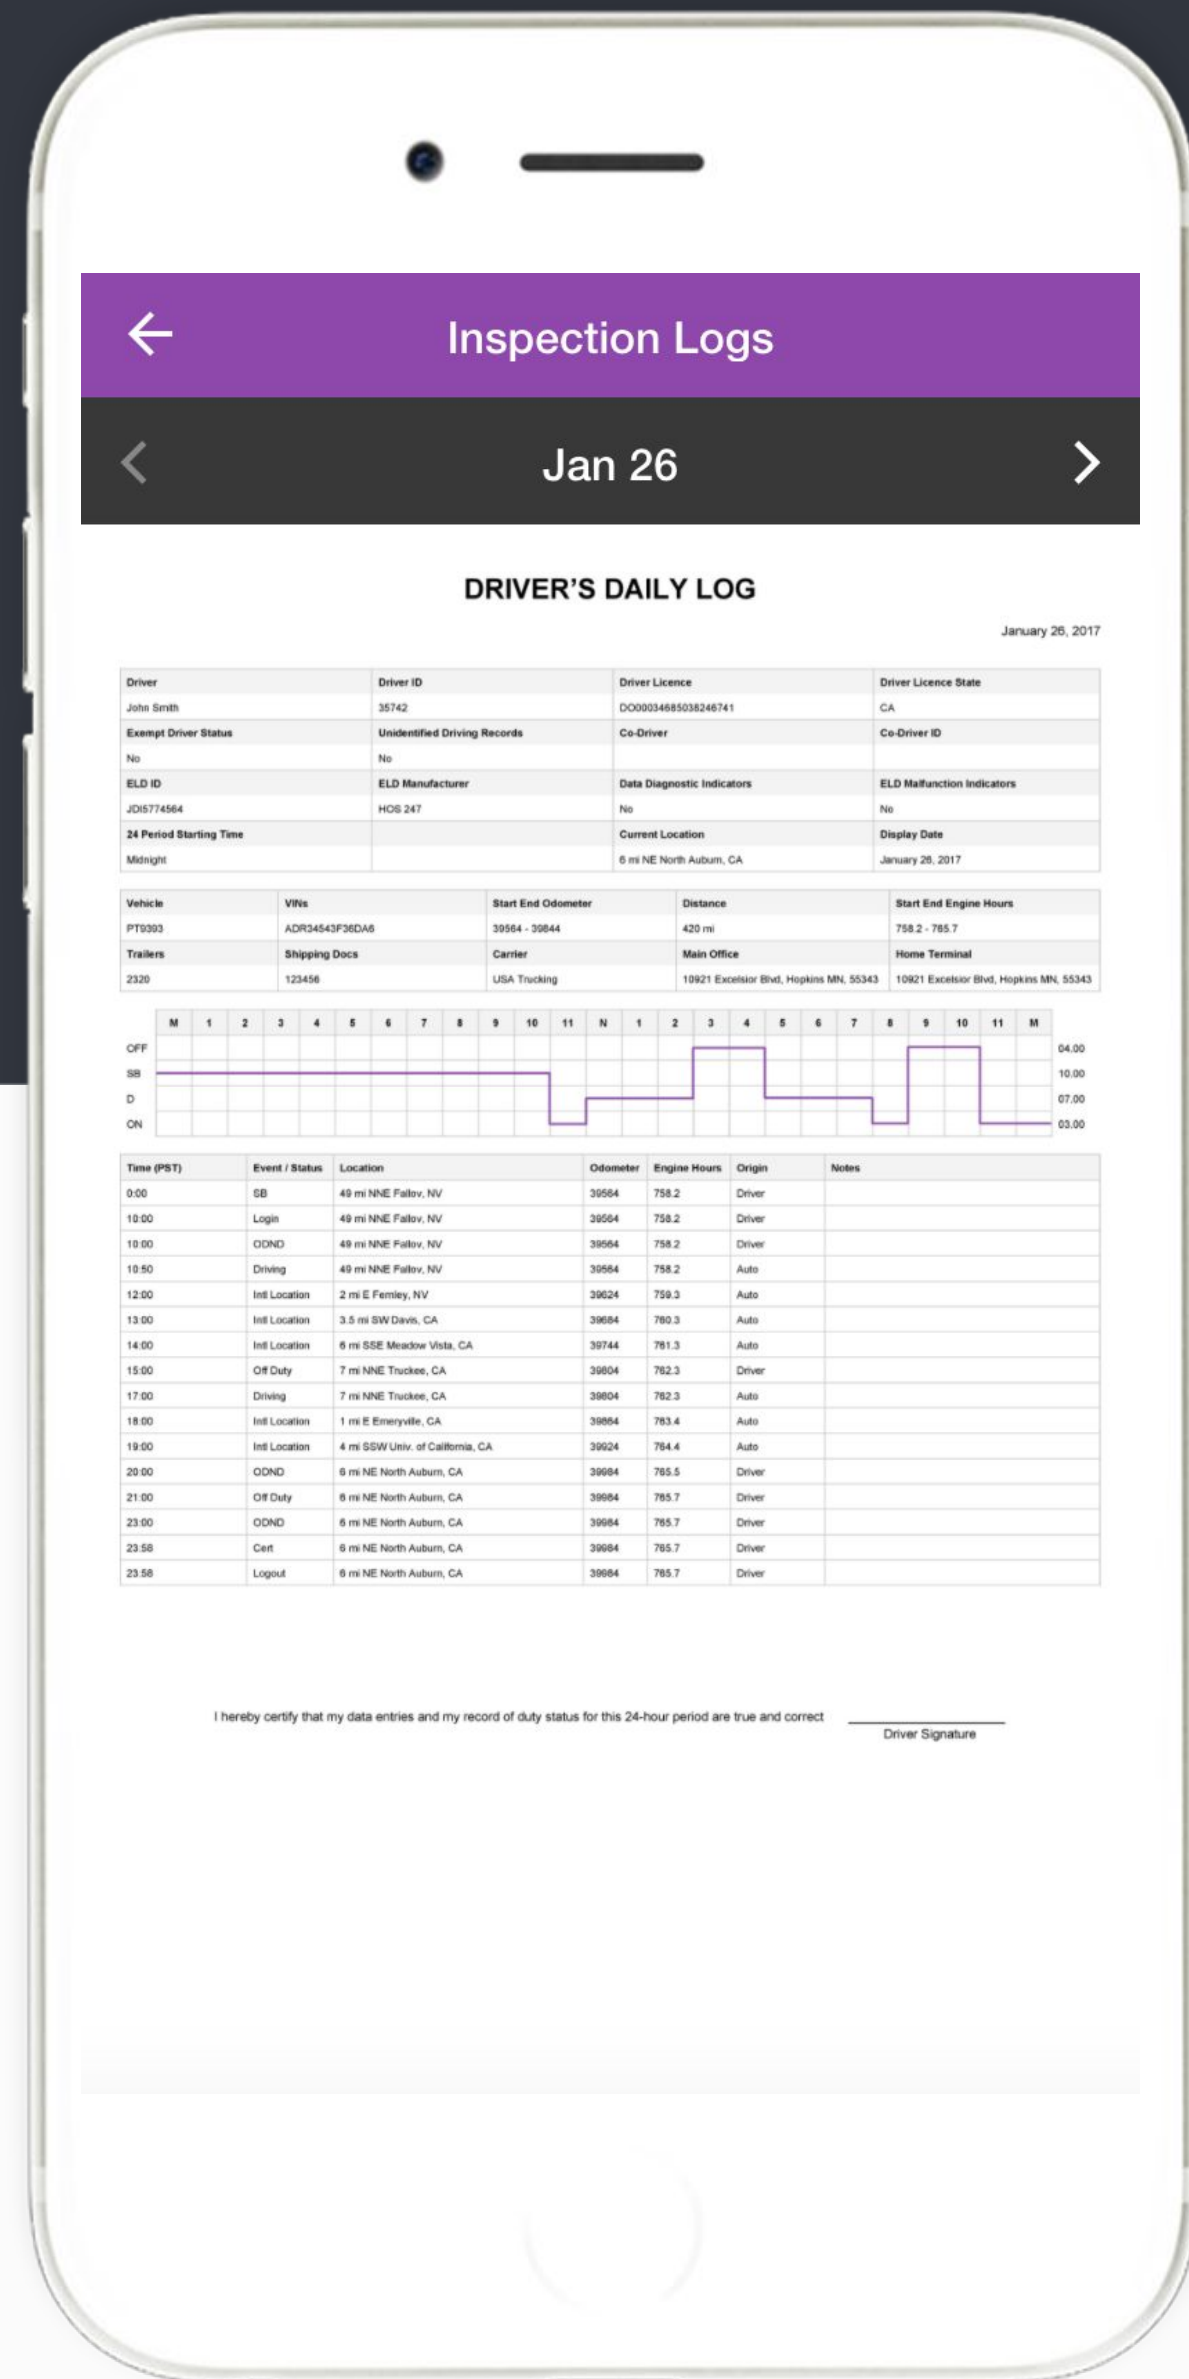 Inspection Logs
Jan 26
DRIVER'S DAILY LOG
January 26, 2017
Driver Driver ID Driver Licence Driver Licence State
John Smith 35742 DO00034685038246741 CA
Exempt Driver Status Unidentified Driving Records Co-Driver Co-Driver ID
No No
ELD ID ELD Manufacturer Data Diagnostic Indicators ELD Malfunction Indicators
JDI5774564 HOS 247 No No
24 Period Starting Time Current Location Display Date
Midnight 6 mi NE North Auburn, CA January 26, 2017
Vehicle VINs Start End Odometer Distance Start End Engine Hours
PT9393 ADR34543F36DA6 39564 - 39844 420 mi 758.2 - 765.7
Trailers Shipping Docs Carrier Main Office Home Terminal
2320 123456 USA Trucking 10921 Excelsior Blvd, Hopkins MN, 55343 10921 Excelsior Blvd, Hopkins MN, 55343
M 1 2 3 4 5 6 7 8 9 10 11 N 1 2 3 4 5 6 7 8 9 10 11 M
OFF 04.00
SB 10.00
D 07.00
ON 03.00
Time (PST) Event / Status Location Odometer Engine Hours Origin Notes
0:00 SB 49 mi NNE Fallov, NV 39564 758.2 Driver
10:00 Login 49 mi NNE Fallov, NV 39564 758.2 Driver
10:00 ODND 49 mi NNE Fallov, NV 39564 758.2 Driver
10:50 Driving 49 mi NNE Fallov, NV 39564 758.2 Auto
12:00 Intl Location 2 mi E Fernley, NV 39624 759.3 Auto
13:00 Intl Location 3.5 mi SW Davis, CA 39684 760.3 Auto
14:00 Intl Location 6 mi SSE Meadow Vista, CA 39744 761.3 Auto
15:00 Off Duty 7 mi NNE Truckee, CA 39804 762.3 Driver
17:00 Driving 7 mi NNE Truckee, CA 39804 762.3 Auto
18:00 Intl Location 1 mi E Emeryville, CA 39864 763.4 Auto
19:00 Intl Location 4 mi SSW Univ. of California, CA 39924 764.4 Auto
20:00 ODND 6 mi NE North Auburn, CA 39984 765.5 Driver
21:00 Off Duty 6 mi NE North Auburn, CA 39984 765.7 Driver
23:00 ODND 6 mi NE North Auburn, CA 39984 765.7 Driver
23:58 Cert 6 mi NE North Auburn, CA 39984 765.7 Driver
23:58 Logout 6 mi NE North Auburn, CA 39984 765.7 Driver
I hereby certify that my data entries and my record of duty status for this 24-hour period are true and correct
Driver Signature